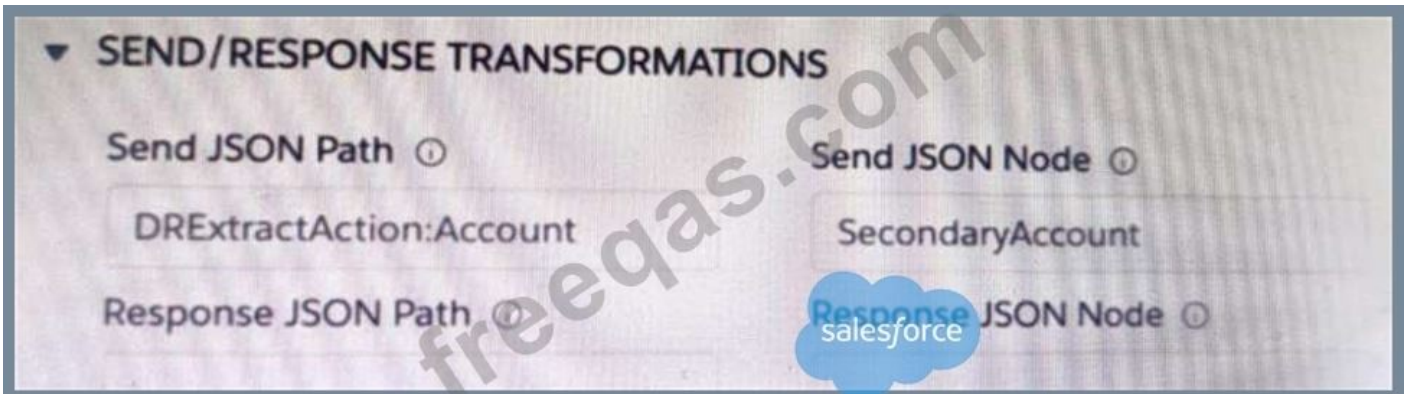 SEND/RESPONSE TRANSFORMATIONS
Send JSON Path
Send JSON Node
DRExtractAction:Account
SecondaryAccount
Response JSON Path
Response JSON Node
salesforce
freeqas.com